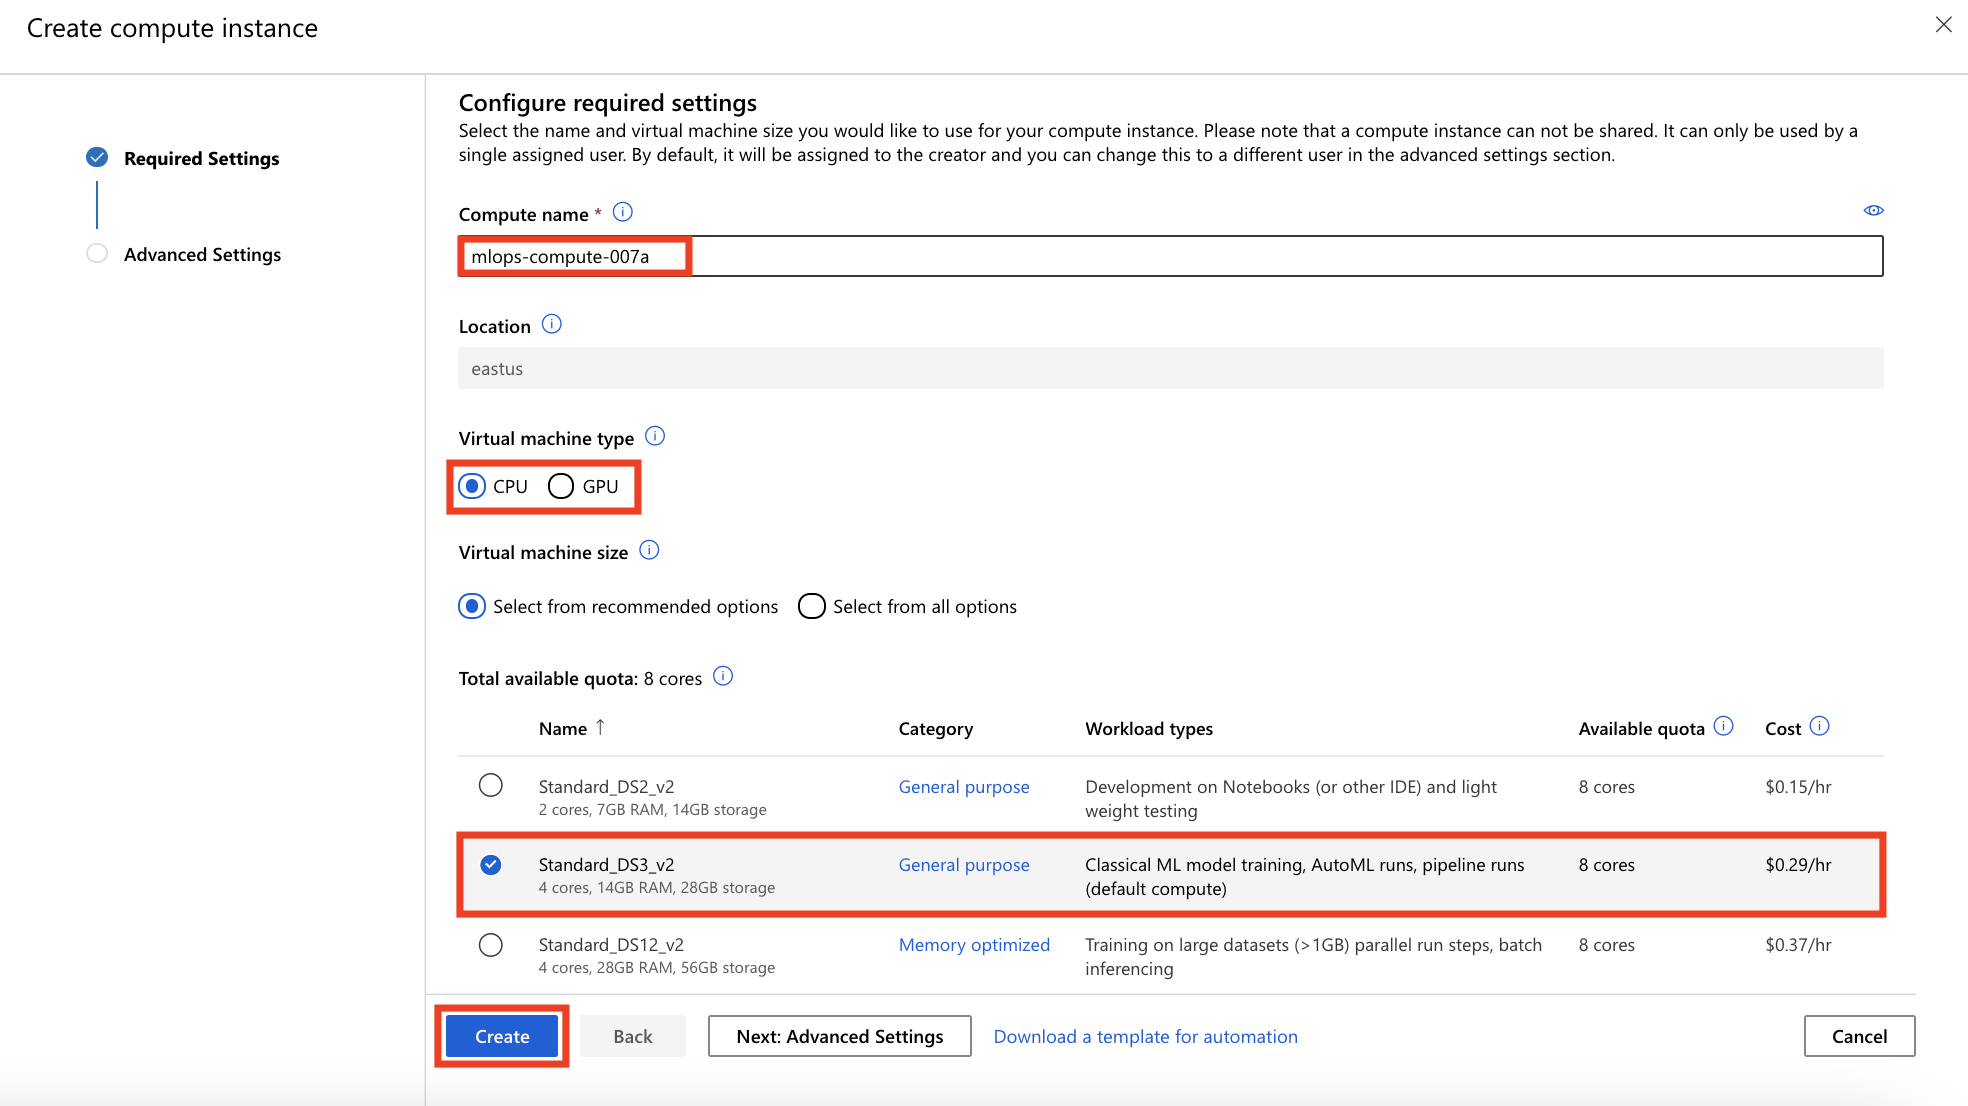 Create compute instance
Required Settings
Advanced Settings
Configure required settings
Select the name and virtual machine size you would like to use for your compute instance. Please note that a compute instance can not be shared. It can only be used by a
single assigned user. By default, it will be assigned to the creator and you can change this to a different user in the advanced settings section.
Compute name *
mlops-compute-007a
Location
eastus
Virtual machine type
CPU GPU
Virtual machine size
Select from recommended options Select from all options
Total available quota: 8 cores
Name ↑ Category Workload types Available quota Cost
Standard_DS2_v2 General purpose Development on Notebooks (or other IDE) and light 8 cores $0.15/hr
2 cores, 7GB RAM, 14GB storage weight testing
Standard_DS3_v2 General purpose Classical ML model training, AutoML runs, pipeline runs 8 cores $0.29/hr
4 cores, 14GB RAM, 28GB storage (default compute)
Standard_DS12_v2 Memory optimized Training on large datasets (>1GB) parallel run steps, batch 8 cores $0.37/hr
4 cores, 28GB RAM, 56GB storage inferencing
Create Back Next: Advanced Settings Download a template for automation Cancel